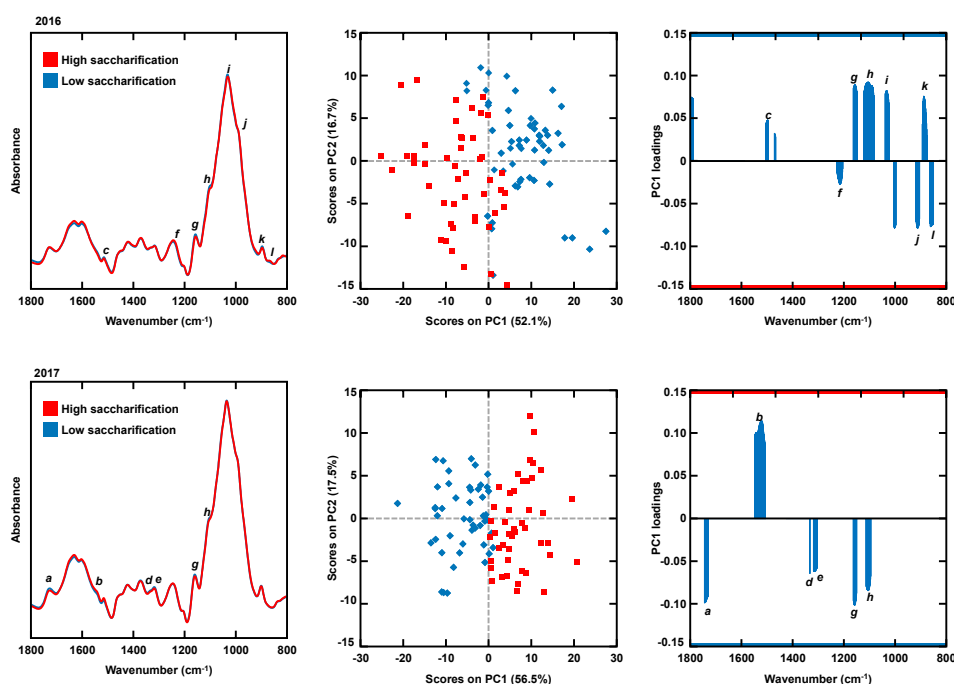 2016
High saccharification
Low saccharification
Absorbance
c
f
g
h
i
j
k
l
1800 1600 1400 1200 1000 800
Wavenumber (cm-1)
Scores on PC2 (16.7%)
15
10
5
0
-5
-10
-15
-30 -20 -10 0 10 20 30
Scores on PC1 (52.1%)
PC1 loadings
0.15
0.10
0.05
0
-0.05
-0.10
-0.15
c
f
g
h
i
j
k
l
1800 1600 1400 1200 1000 800
Wavenumber (cm-1)
2017
High saccharification
Low saccharification
Absorbance
a
b
d e
g
h
1800 1600 1400 1200 1000 800
Wavenumber (cm-1)
Scores on PC2 (17.5%)
15
10
5
0
-5
-10
-15
-30 -20 -10 0 10 20 30
Scores on PC1 (56.5%)
PC1 loadings
0.15
0.10
0.05
0
-0.05
-0.10
-0.15
a
b
d e
g
h
1800 1600 1400 1200 1000 800
Wavenumber (cm-1)